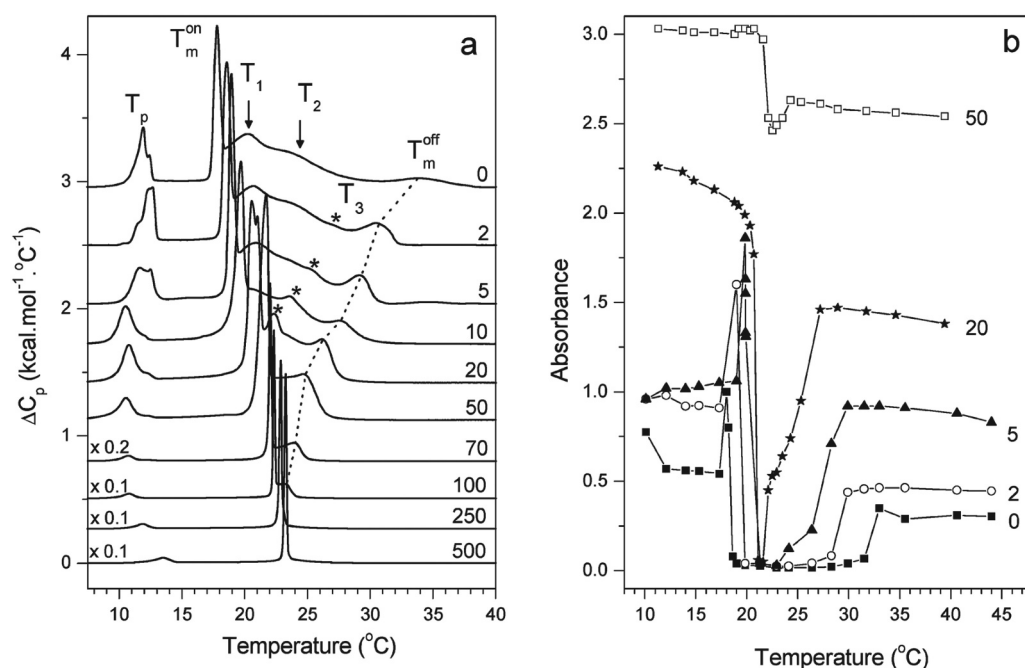 a
T_m^on
T_1
T_2
T_p
T_m^off
T_3
*
*
*
*
0
2
5
10
20
50
70
100
250
500
x 0.2
x 0.1
x 0.1
x 0.1
4
3
2
1
0
ΔC_p (kcal.mol⁻¹.°C⁻¹)
10 15 20 25 30 35 40
Temperature (°C)
b
50
20
5
2
0
3.0
2.5
2.0
1.5
1.0
0.5
0.0
Absorbance
10 15 20 25 30 35 40 45
Temperature (°C)